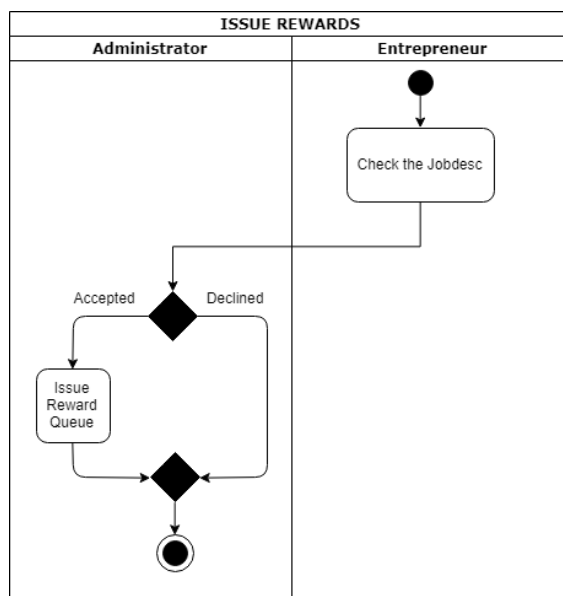 ISSUE REWARDS
Administrator
Entrepreneur
Check the Jobdesc
Accepted
Declined
Issue
Reward
Queue